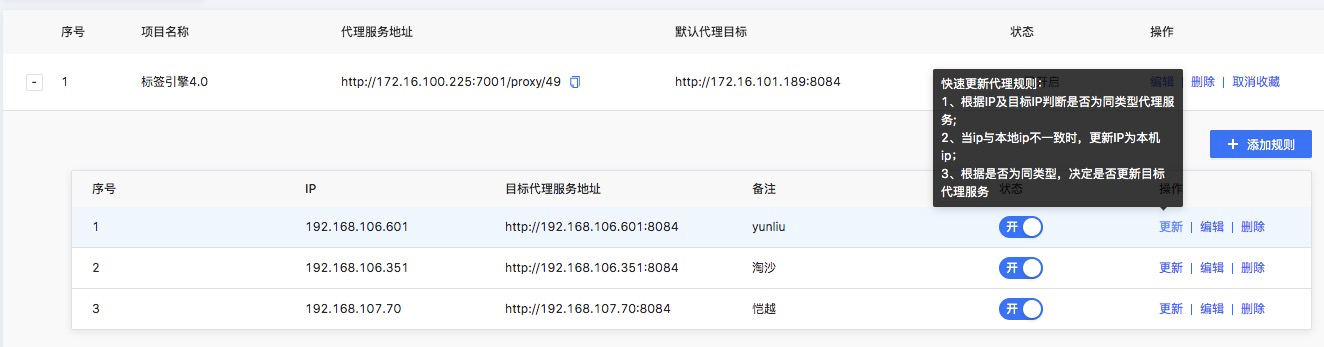 序号 项目名称 代理服务地址 默认代理目标 状态 操作
- 1 标签引擎4.0 http://172.16.100.225:7001/proxy/49 http://172.16.101.189:8084 开启 编辑 | 删除 | 取消收藏
快速更新代理规则：
1、根据IP及目标IP判断是否为同类型代理服
务;
2、当ip与本地ip不一致时，更新IP为本机
ip；
3、根据是否为同类型，决定是否更新目标
代理服务
+ 添加规则
序号 IP 目标代理服务地址 备注 状态 操作
1 192.168.106.601 http://192.168.106.601:8084 yunliu 开 更新 | 编辑 | 删除
2 192.168.106.351 http://192.168.106.351:8084 淘沙 开 更新 | 编辑 | 删除
3 192.168.107.70 http://192.168.107.70:8084 恺越 开 更新 | 编辑 | 删除